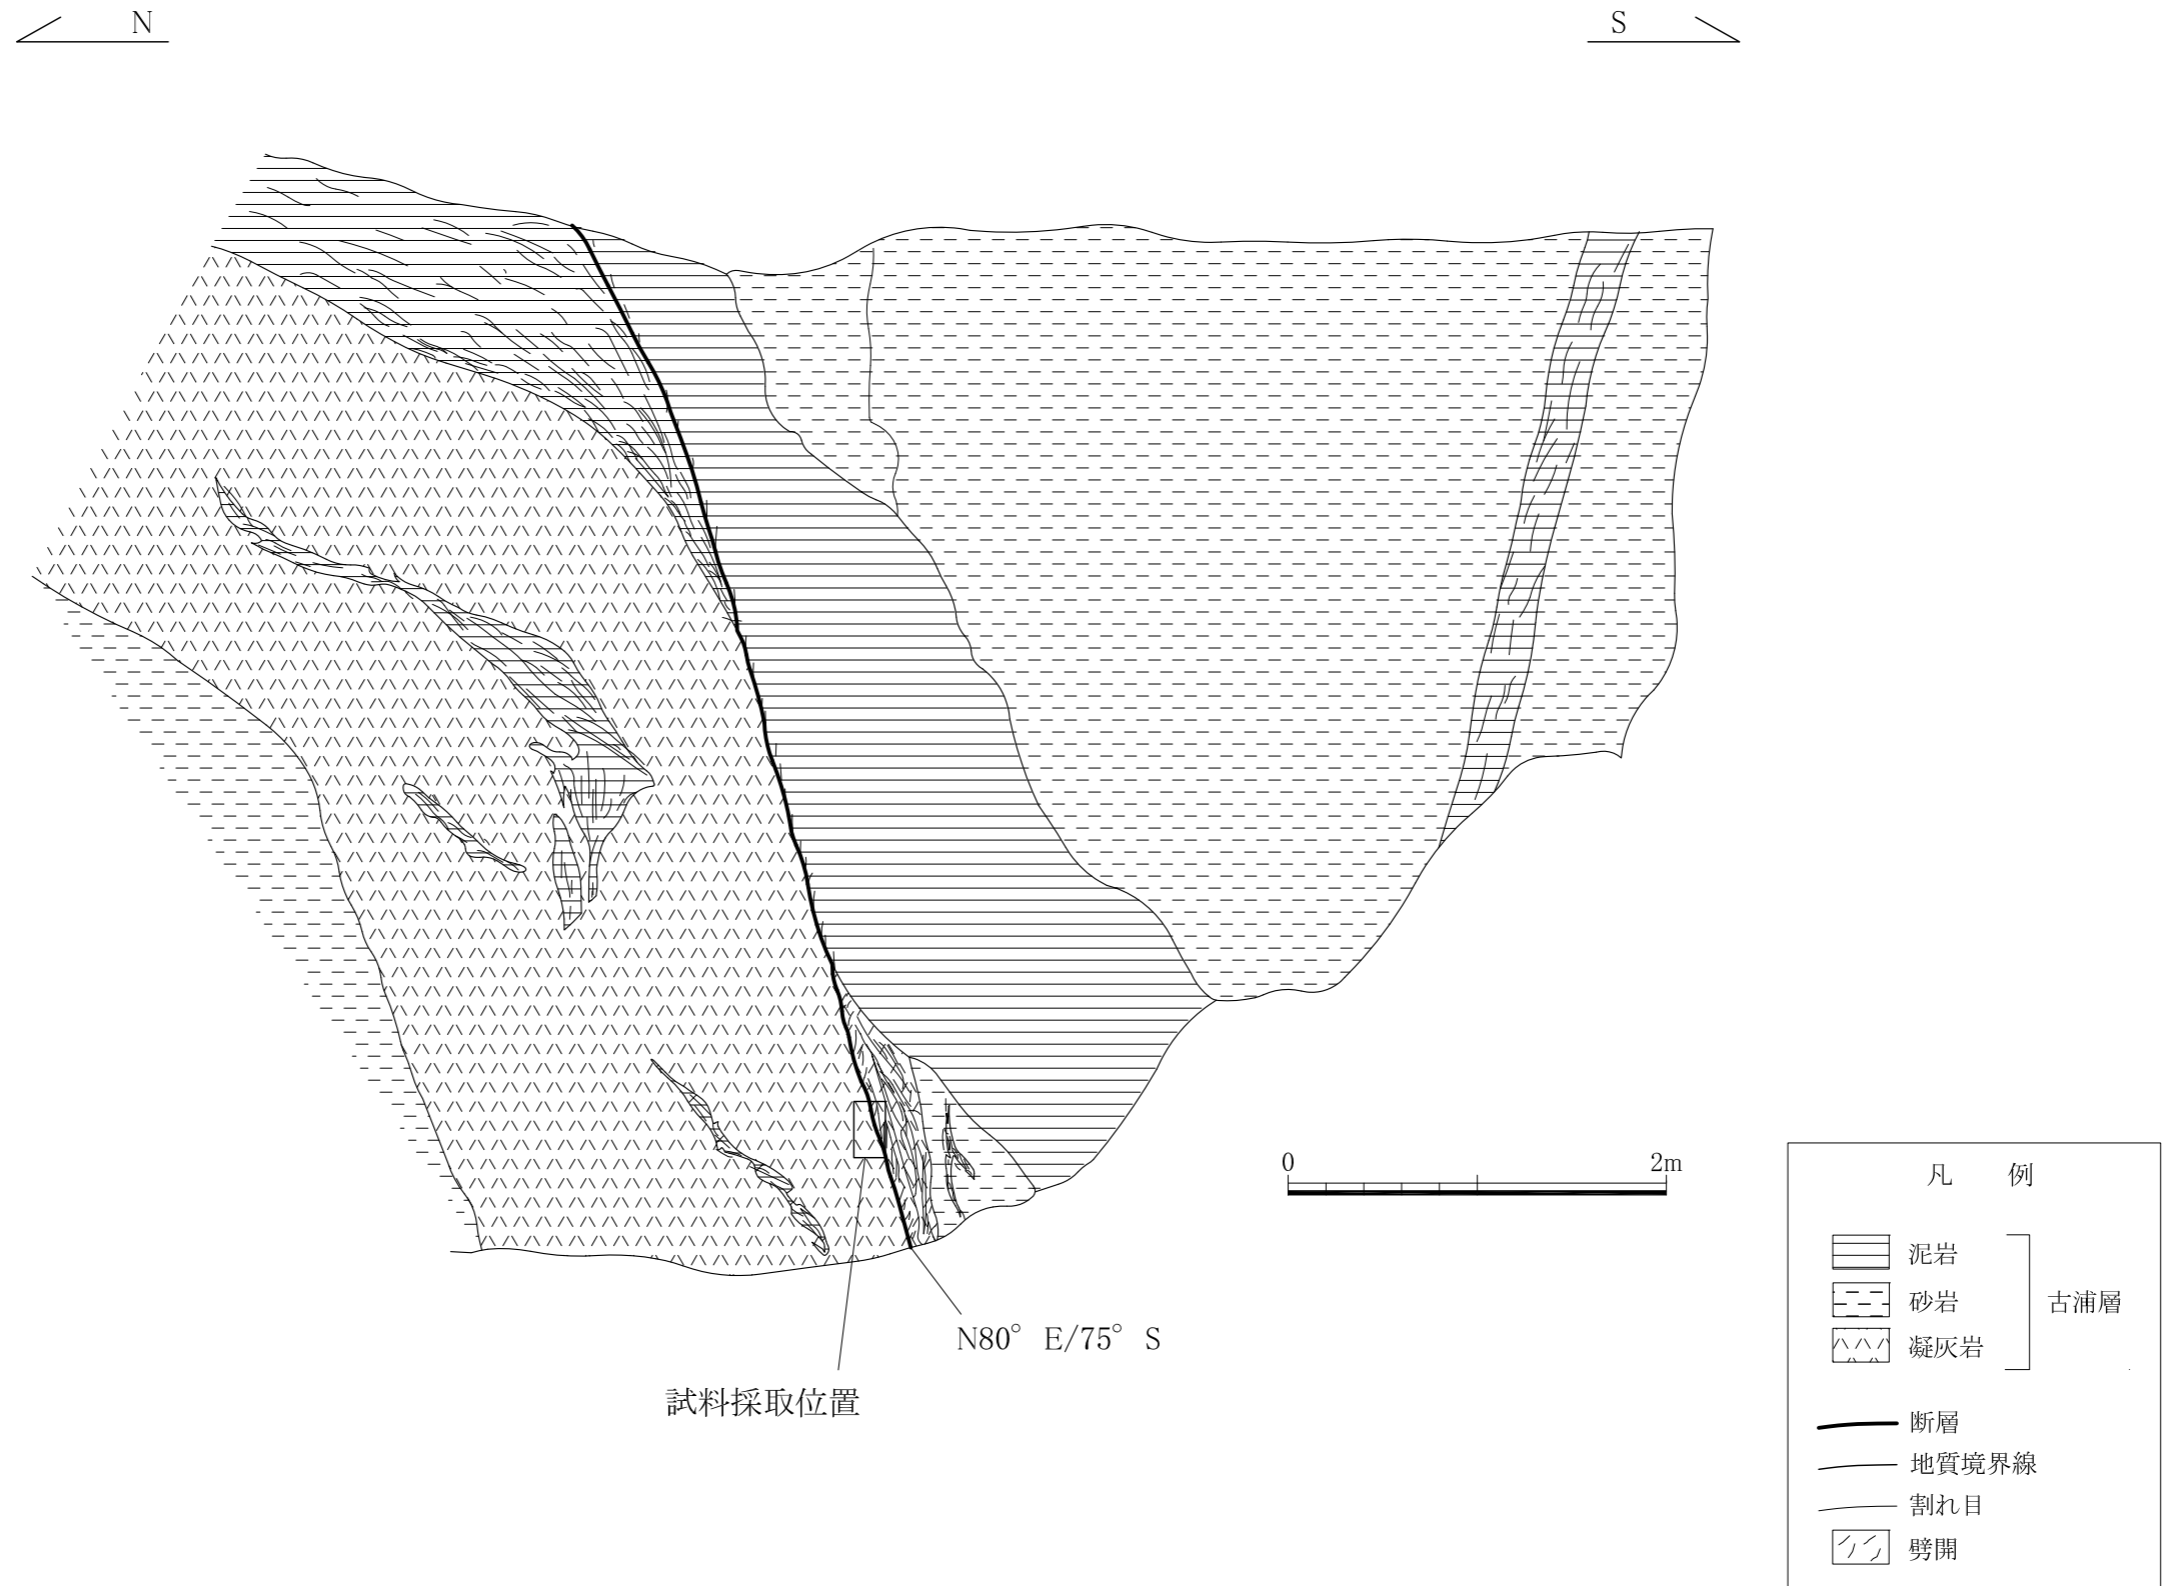 N
S
0 2m
N80° E/75° S
試料採取位置
凡 例
泥岩
砂岩
古浦層
凝灰岩
断層
地質境界線
割れ目
劈開